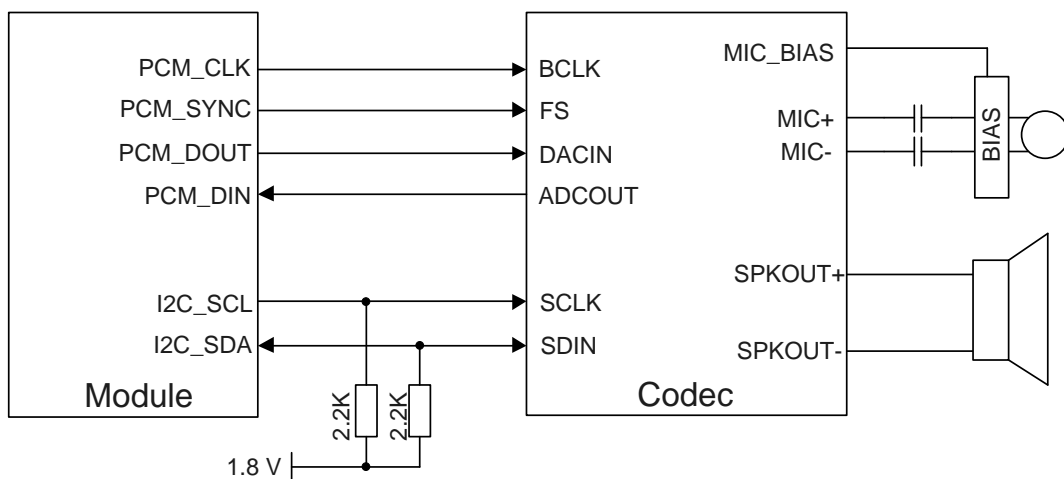 PCM_CLK
PCM_SYNC
PCM_DOUT
PCM_DIN
I2C_SCL
I2C_SDA
Module
BCLK
FS
DACIN
ADCOUT
SCLK
SDIN
Codec
MIC_BIAS
MIC+
MIC-
SPKOUT+
SPKOUT-
BIAS
2.2K
2.2K
1.8 V